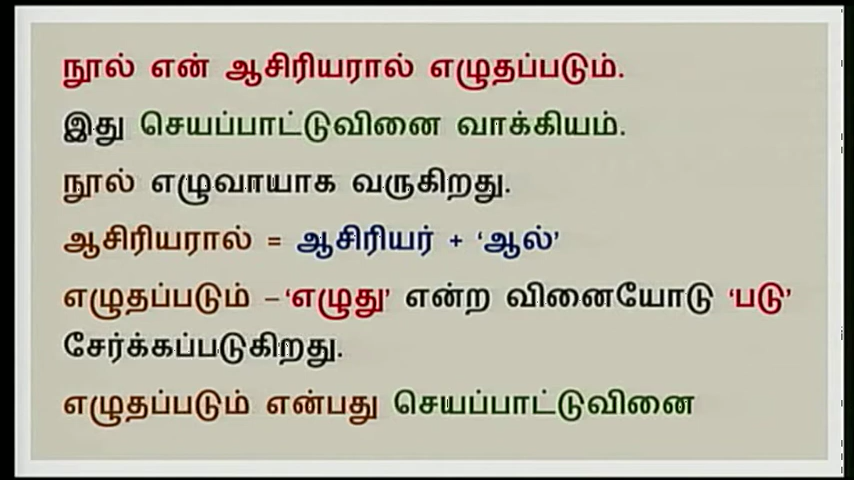 நூல் என் ஆசிரியரால் எழுதப்படும்.
இது செயப்பாட்டுவினை வாக்கியம்.
நூல் எழுவாயாக வருகிறது.
ஆசிரியரால் = ஆசிரியர் + ‘ஆல்’
எழுதப்படும் –‘எழுது’ என்ற வினையோடு ‘படு’
சேர்க்கப்படுகிறது.
எழுதப்படும் என்பது செயப்பாட்டுவினை